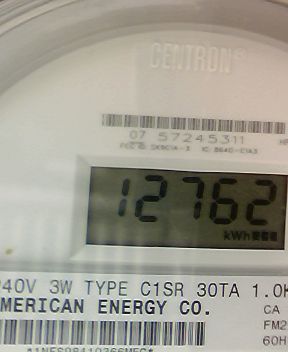 CENTRON®
07 57245311
12762
kWh
240V 3W TYPE C1SR 30TA 1.0K
AMERICAN ENERGY CO.
CA
FM2
60H